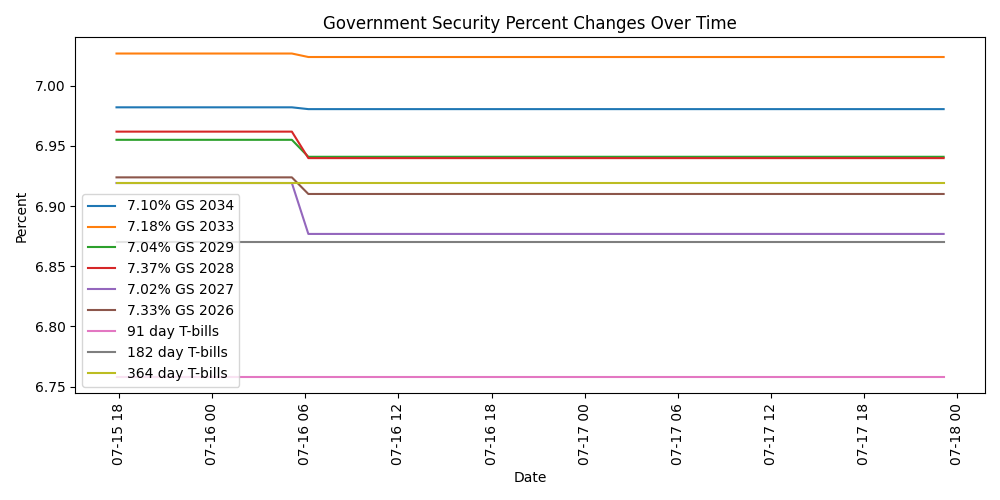 Government Security Percent Changes Over Time
Percent
7.00
6.95
6.90
6.85
6.80
6.75
7.10% GS 2034
7.18% GS 2033
7.04% GS 2029
7.37% GS 2028
7.02% GS 2027
7.33% GS 2026
91 day T-bills
182 day T-bills
364 day T-bills
07-15 18
07-16 00
07-16 06
07-16 12
07-16 18
07-17 00
07-17 06
07-17 12
07-17 18
07-18 00
Date